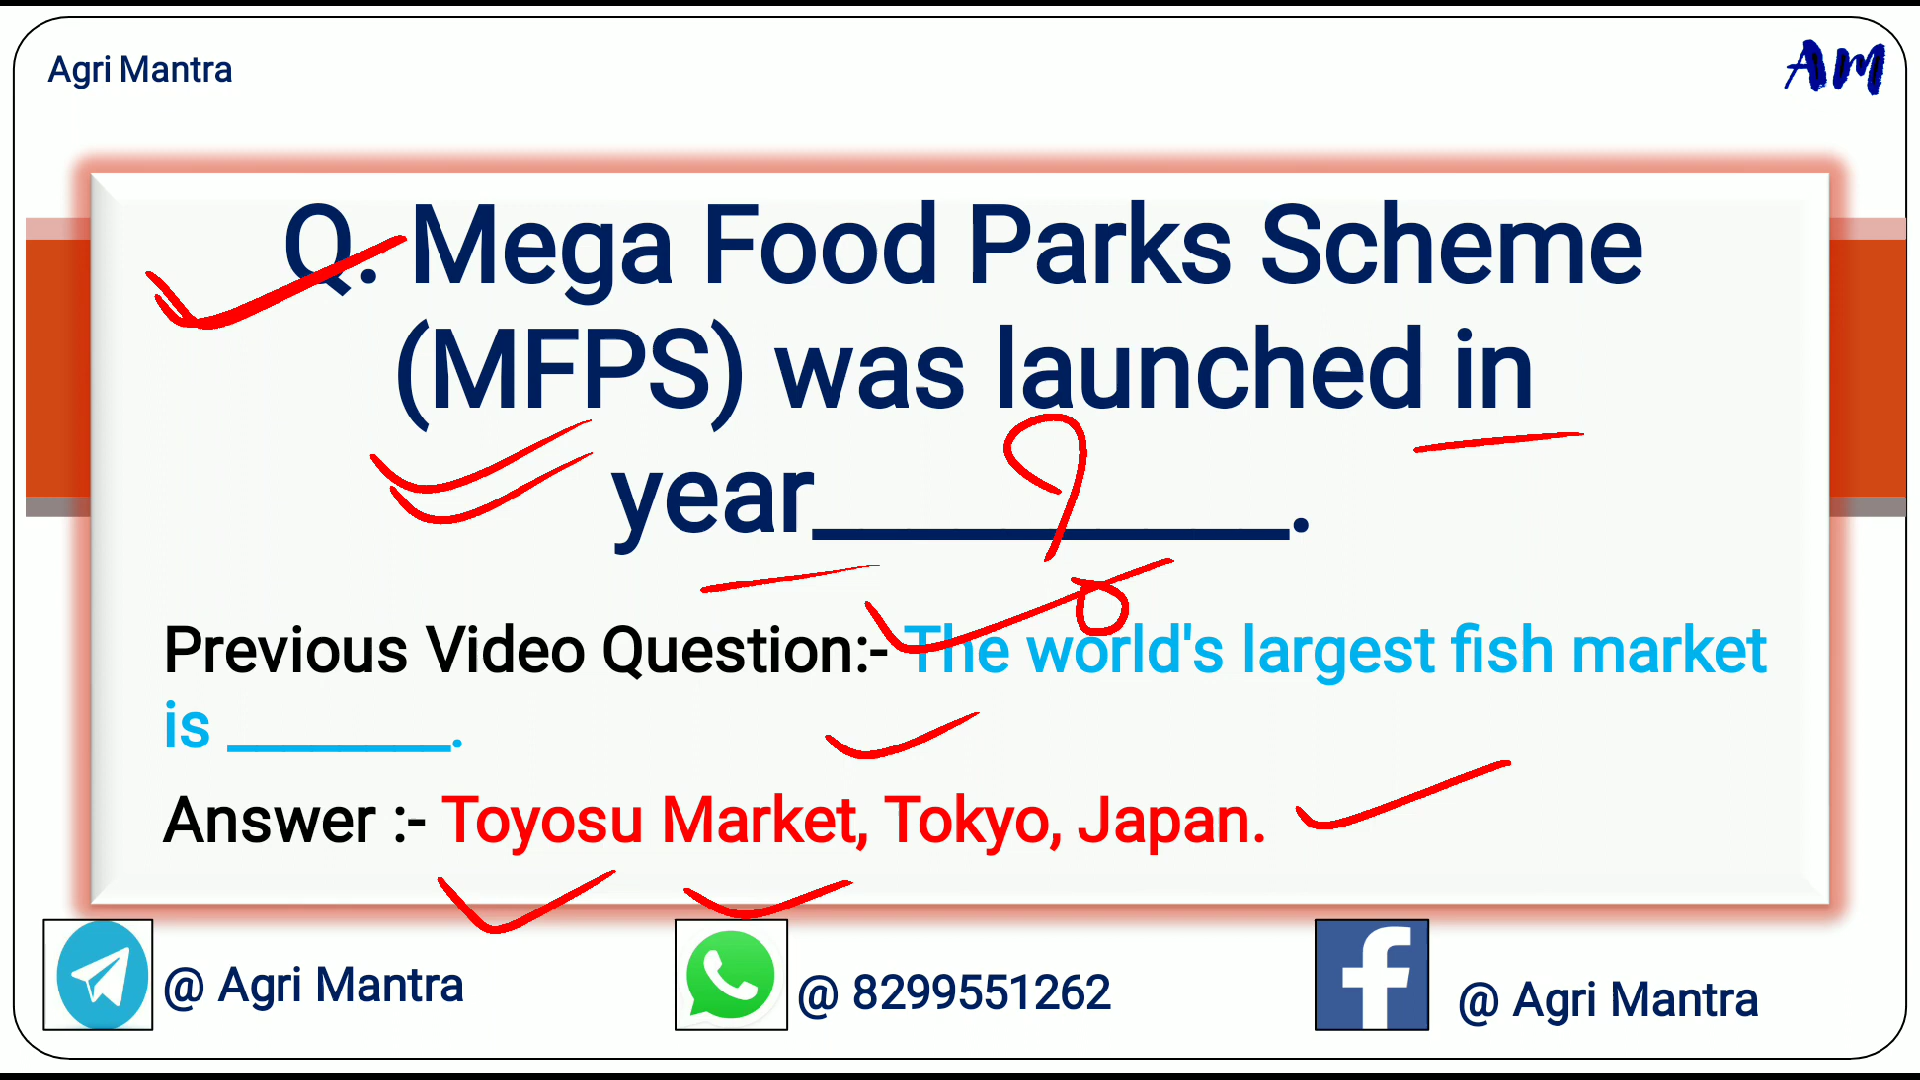 Agri Mantra
AM
Q. Mega Food Parks Scheme
(MFPS) was launched in
year__________.
Previous Video Question:- The world's largest fish market
is _______.
Answer :- Toyosu Market, Tokyo, Japan.
@ Agri Mantra
@ 8299551262
@ Agri Mantra